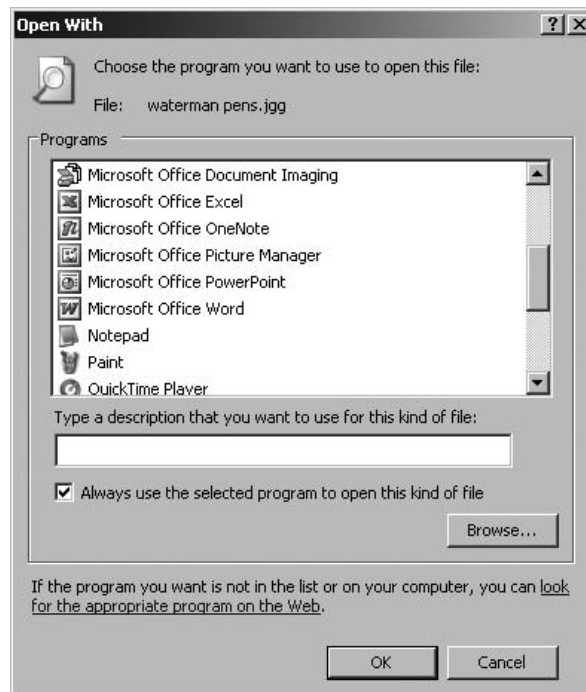 Open With
Choose the program you want to use to open this file:
File: waterman pens.jgg
Programs
Microsoft Office Document Imaging
Microsoft Office Excel
Microsoft Office OneNote
Microsoft Office Picture Manager
Microsoft Office PowerPoint
Microsoft Office Word
Notepad
Paint
QuickTime Player
Type a description that you want to use for this kind of file:
Always use the selected program to open this kind of file
Browse...
If the program you want is not in the list or on your computer, you can look
for the appropriate program on the Web.
OK Cancel